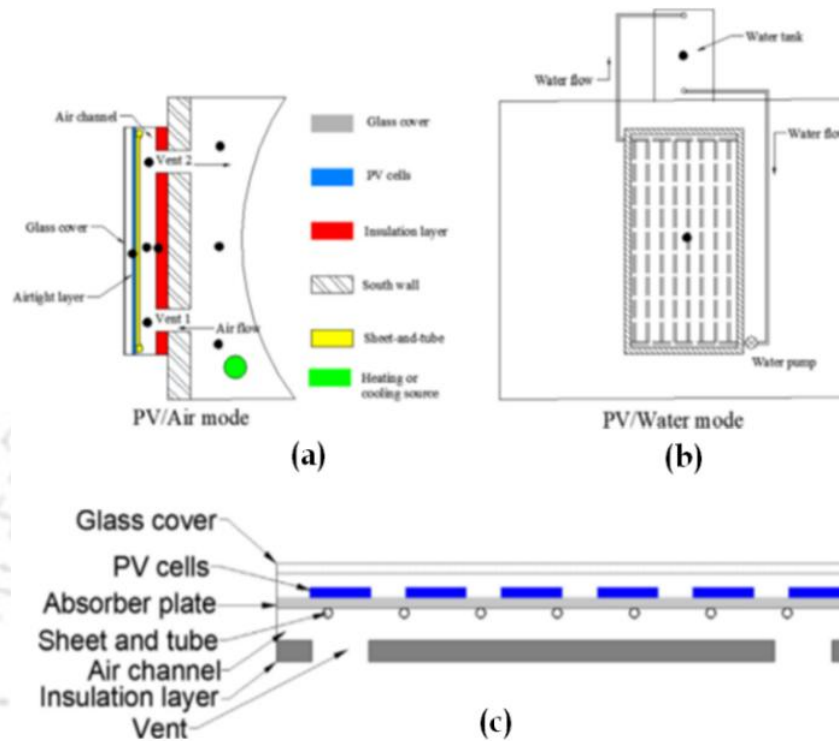 Air channel
Vent 2
Glass cover
Airtight layer
Vent 1
Air flow
PV/Air mode
(a)
Glass cover
PV cells
Insulation layer
South wall
Sheet-and-tube
Heating or
cooling source
Water tank
Water flow
Water flow
Water pump
PV/Water mode
(b)
Glass cover
PV cells
Absorber plate
Sheet and tube
Air channel
Insulation layer
Vent
(c)